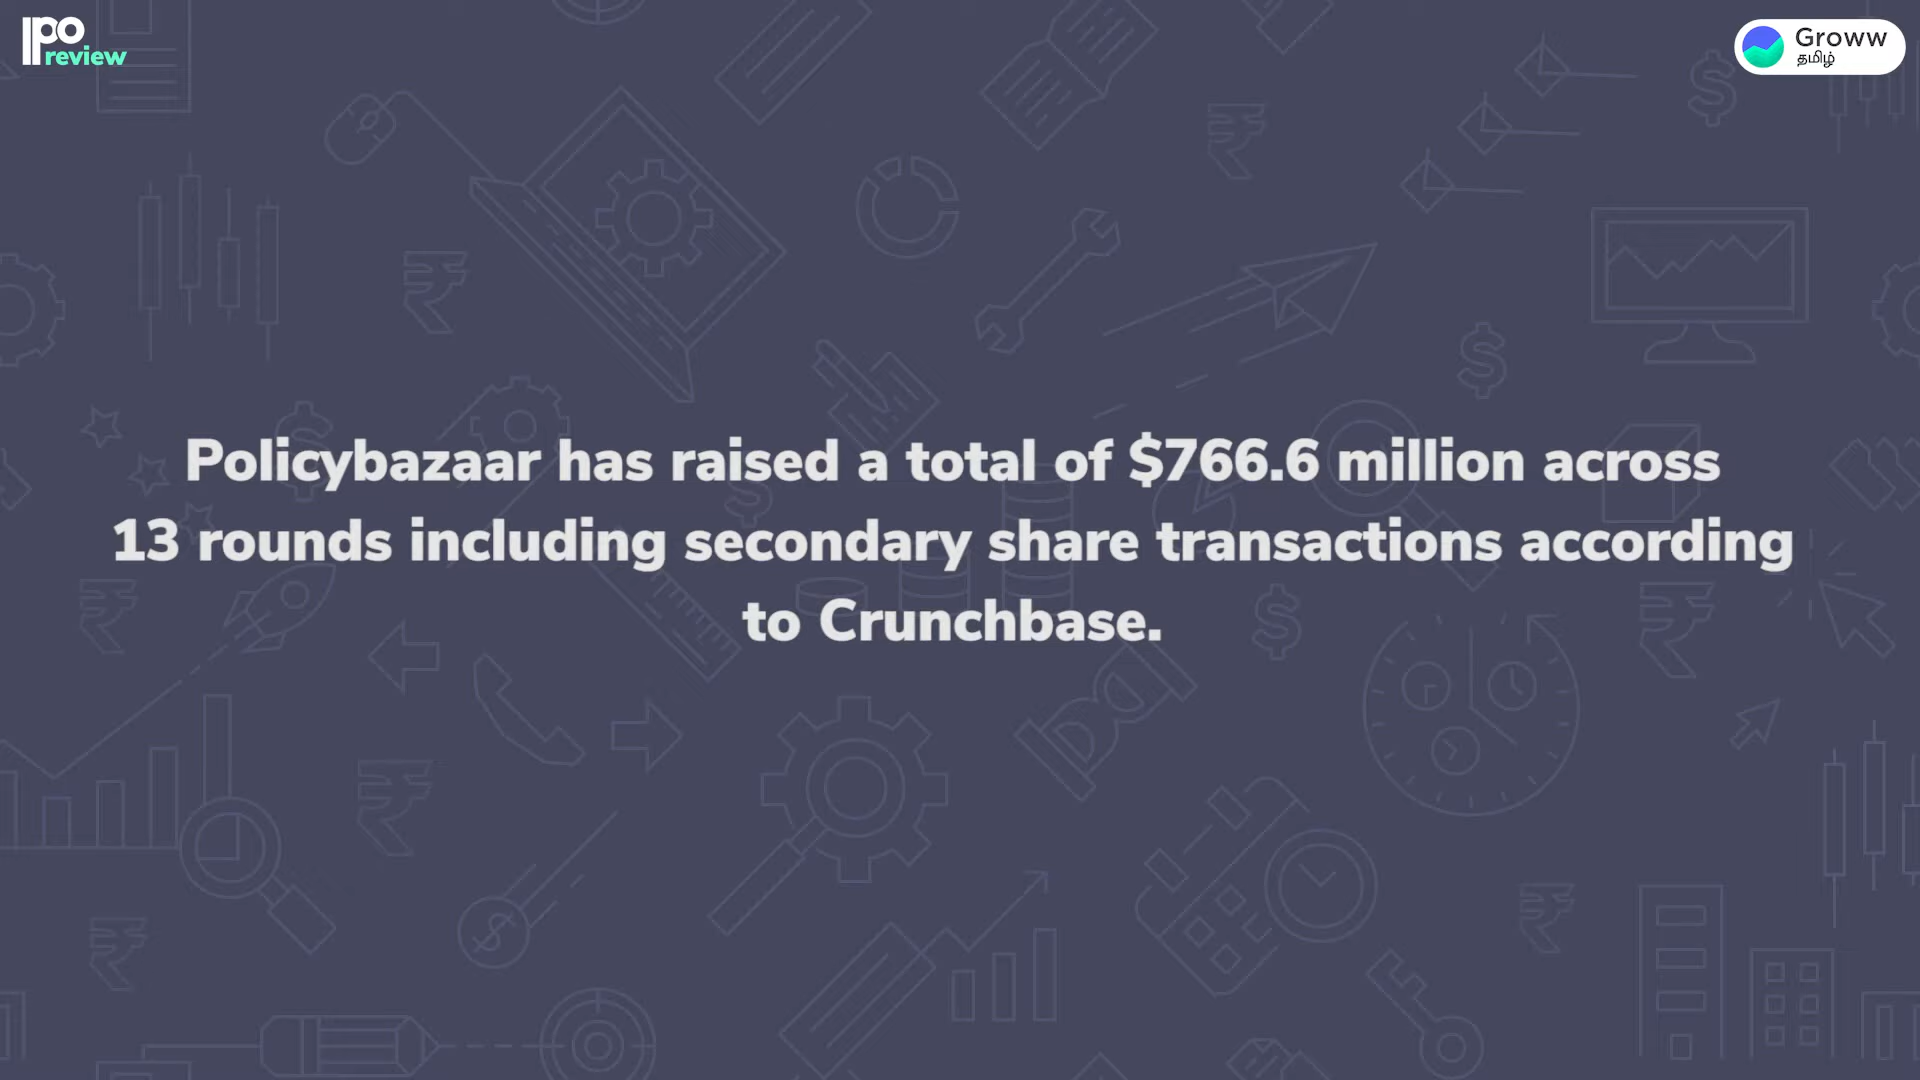 IPO
review
Groww
தமிழ்
Policybazaar has raised a total of $766.6 million across
13 rounds including secondary share transactions according
to Crunchbase.